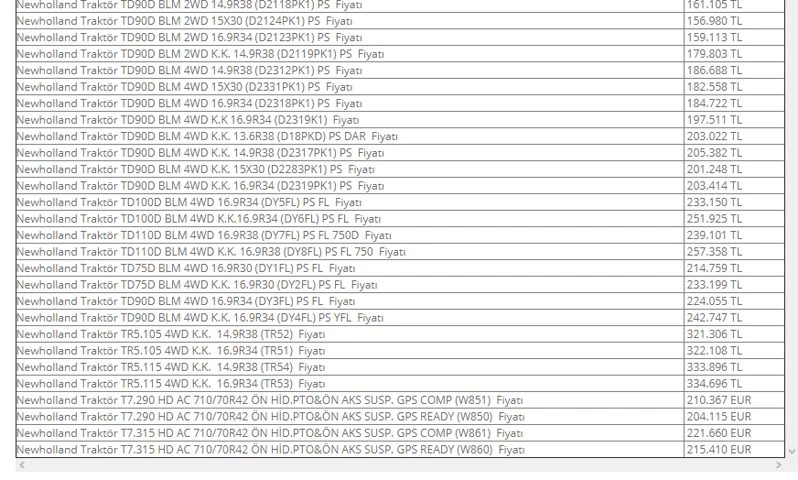 Newholland Traktör TD90D BLM 2WD 14.9R38 (D2118PK1) PS  Fiyatı 161.105 TL
Newholland Traktör TD90D BLM 2WD 15X30 (D2124PK1) PS  Fiyatı 156.980 TL
Newholland Traktör TD90D BLM 2WD 16.9R34 (D2123PK1) PS  Fiyatı 159.113 TL
Newholland Traktör TD90D BLM 2WD K.K. 14.9R38 (D2119PK1) PS  Fiyatı 179.803 TL
Newholland Traktör TD90D BLM 4WD 14.9R38 (D2312PK1) PS  Fiyatı 186.688 TL
Newholland Traktör TD90D BLM 4WD 15X30 (D2331PK1) PS  Fiyatı 182.558 TL
Newholland Traktör TD90D BLM 4WD 16.9R34 (D2318PK1) PS  Fiyatı 184.722 TL
Newholland Traktör TD90D BLM 4WD K.K 16.9R34 (D2319K1)  Fiyatı 197.511 TL
Newholland Traktör TD90D BLM 4WD K.K. 13.6R38 (D18PKD) PS DAR  Fiyatı 203.022 TL
Newholland Traktör TD90D BLM 4WD K.K. 14.9R38 (D2317PK1) PS  Fiyatı 205.382 TL
Newholland Traktör TD90D BLM 4WD K.K. 15X30 (D2283PK1) PS  Fiyatı 201.248 TL
Newholland Traktör TD90D BLM 4WD K.K. 16.9R34 (D2319PK1) PS  Fiyatı 203.414 TL
Newholland Traktör TD100D BLM 4WD 16.9R34 (DY5FL) PS FL  Fiyatı 233.150 TL
Newholland Traktör TD100D BLM 4WD K.K.16.9R34 (DY6FL) PS FL  Fiyatı 251.925 TL
Newholland Traktör TD110D BLM 4WD 16.9R38 (DY7FL) PS FL 750D  Fiyatı 239.101 TL
Newholland Traktör TD110D BLM 4WD K.K. 16.9R38 (DY8FL) PS FL 750  Fiyatı 257.358 TL
Newholland Traktör TD75D BLM 4WD 16.9R30 (DY1FL) PS FL  Fiyatı 214.759 TL
Newholland Traktör TD75D BLM 4WD K.K. 16.9R30 (DY2FL) PS FL  Fiyatı 233.199 TL
Newholland Traktör TD90D BLM 4WD 16.9R34 (DY3FL) PS FL  Fiyatı 224.055 TL
Newholland Traktör TD90D BLM 4WD K.K. 16.9R34 (DY4FL) PS YFL  Fiyatı 242.747 TL
Newholland Traktör TR5.105 4WD K.K.  14.9R38 (TR52)  Fiyatı 321.306 TL
Newholland Traktör TR5.105 4WD K.K.  16.9R34 (TR51)  Fiyatı 322.108 TL
Newholland Traktör TR5.115 4WD K.K.  14.9R38 (TR54)  Fiyatı 333.896 TL
Newholland Traktör TR5.115 4WD K.K.  16.9R34 (TR53)  Fiyatı 334.696 TL
Newholland Traktör T7.290 HD AC 710/70R42 ÖN HİD.PTO&ÖN AKS SUSP. GPS COMP (W851)  Fiyatı 210.367 EUR
Newholland Traktör T7.290 HD AC 710/70R42 ÖN HİD.PTO&ÖN AKS SUSP. GPS READY (W850)  Fiyatı 204.115 EUR
Newholland Traktör T7.315 HD AC 710/70R42 ÖN HİD.PTO&ÖN AKS SUSP. GPS COMP (W861)  Fiyatı 221.660 EUR
Newholland Traktör T7.315 HD AC 710/70R42 ÖN HİD.PTO&ÖN AKS SUSP. GPS READY (W860)  Fiyatı 215.410 EUR